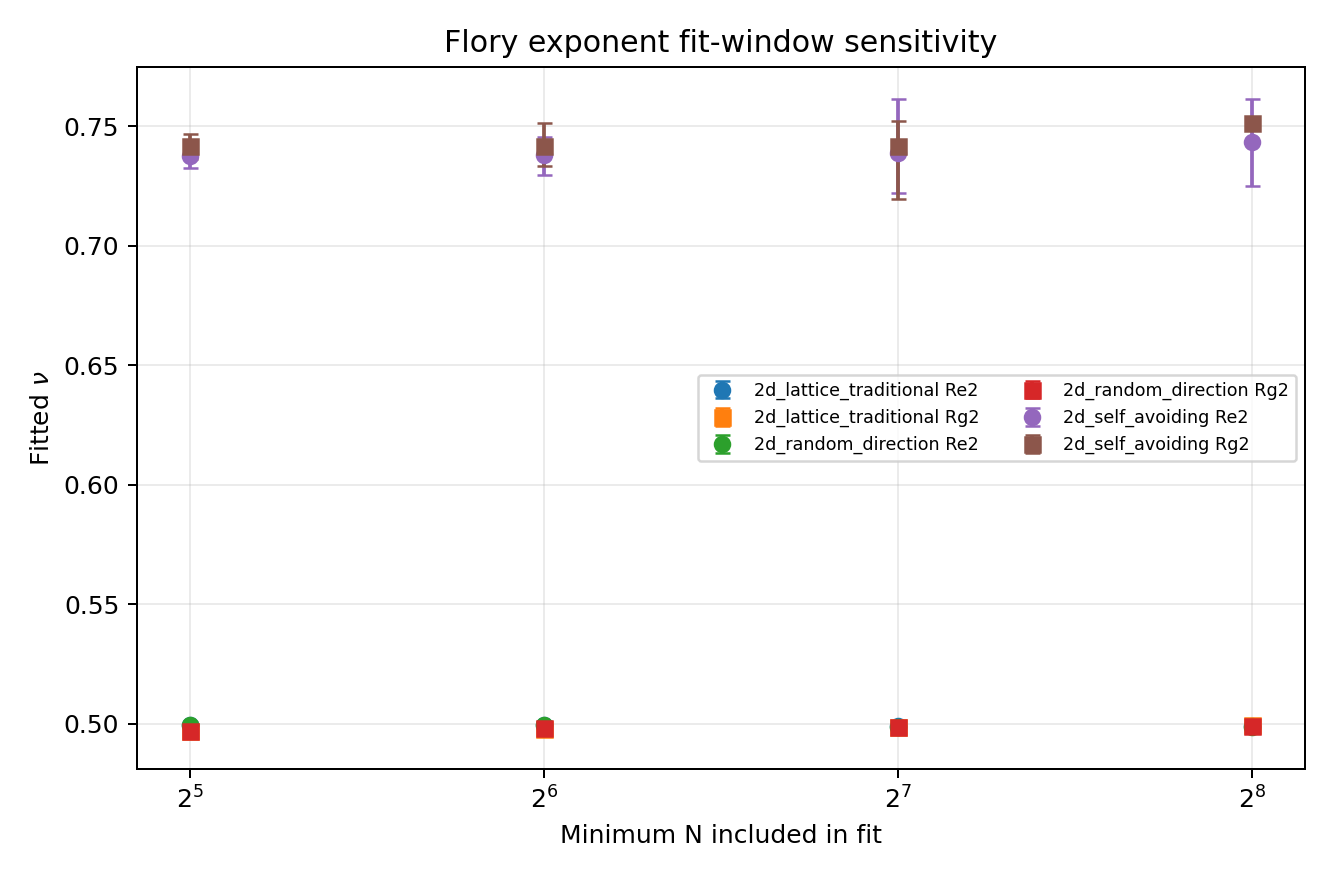 Flory exponent fit-window sensitivity
Fitted ν
0.75
0.70
0.65
0.60
0.55
0.50
2d_lattice_traditional Re2
2d_lattice_traditional Rg2
2d_random_direction Re2
2d_random_direction Rg2
2d_self_avoiding Re2
2d_self_avoiding Rg2
2⁵ 2⁶ 2⁷ 2⁸
Minimum N included in fit